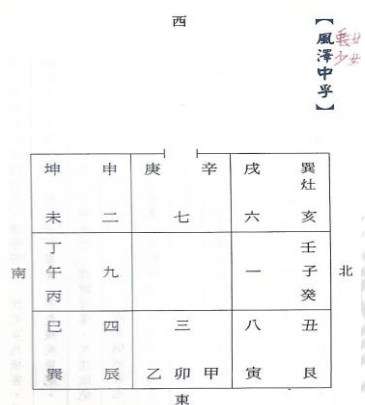 【風澤中孚】
長女
少女
西
坤 申 庚 辛 戌 巽灶
未 二 七 六 亥
丁 壬
南 午 九 一 子 北
丙 癸
巳 四 三 八 丑
巽 辰 乙 卯 甲 寅 艮
東